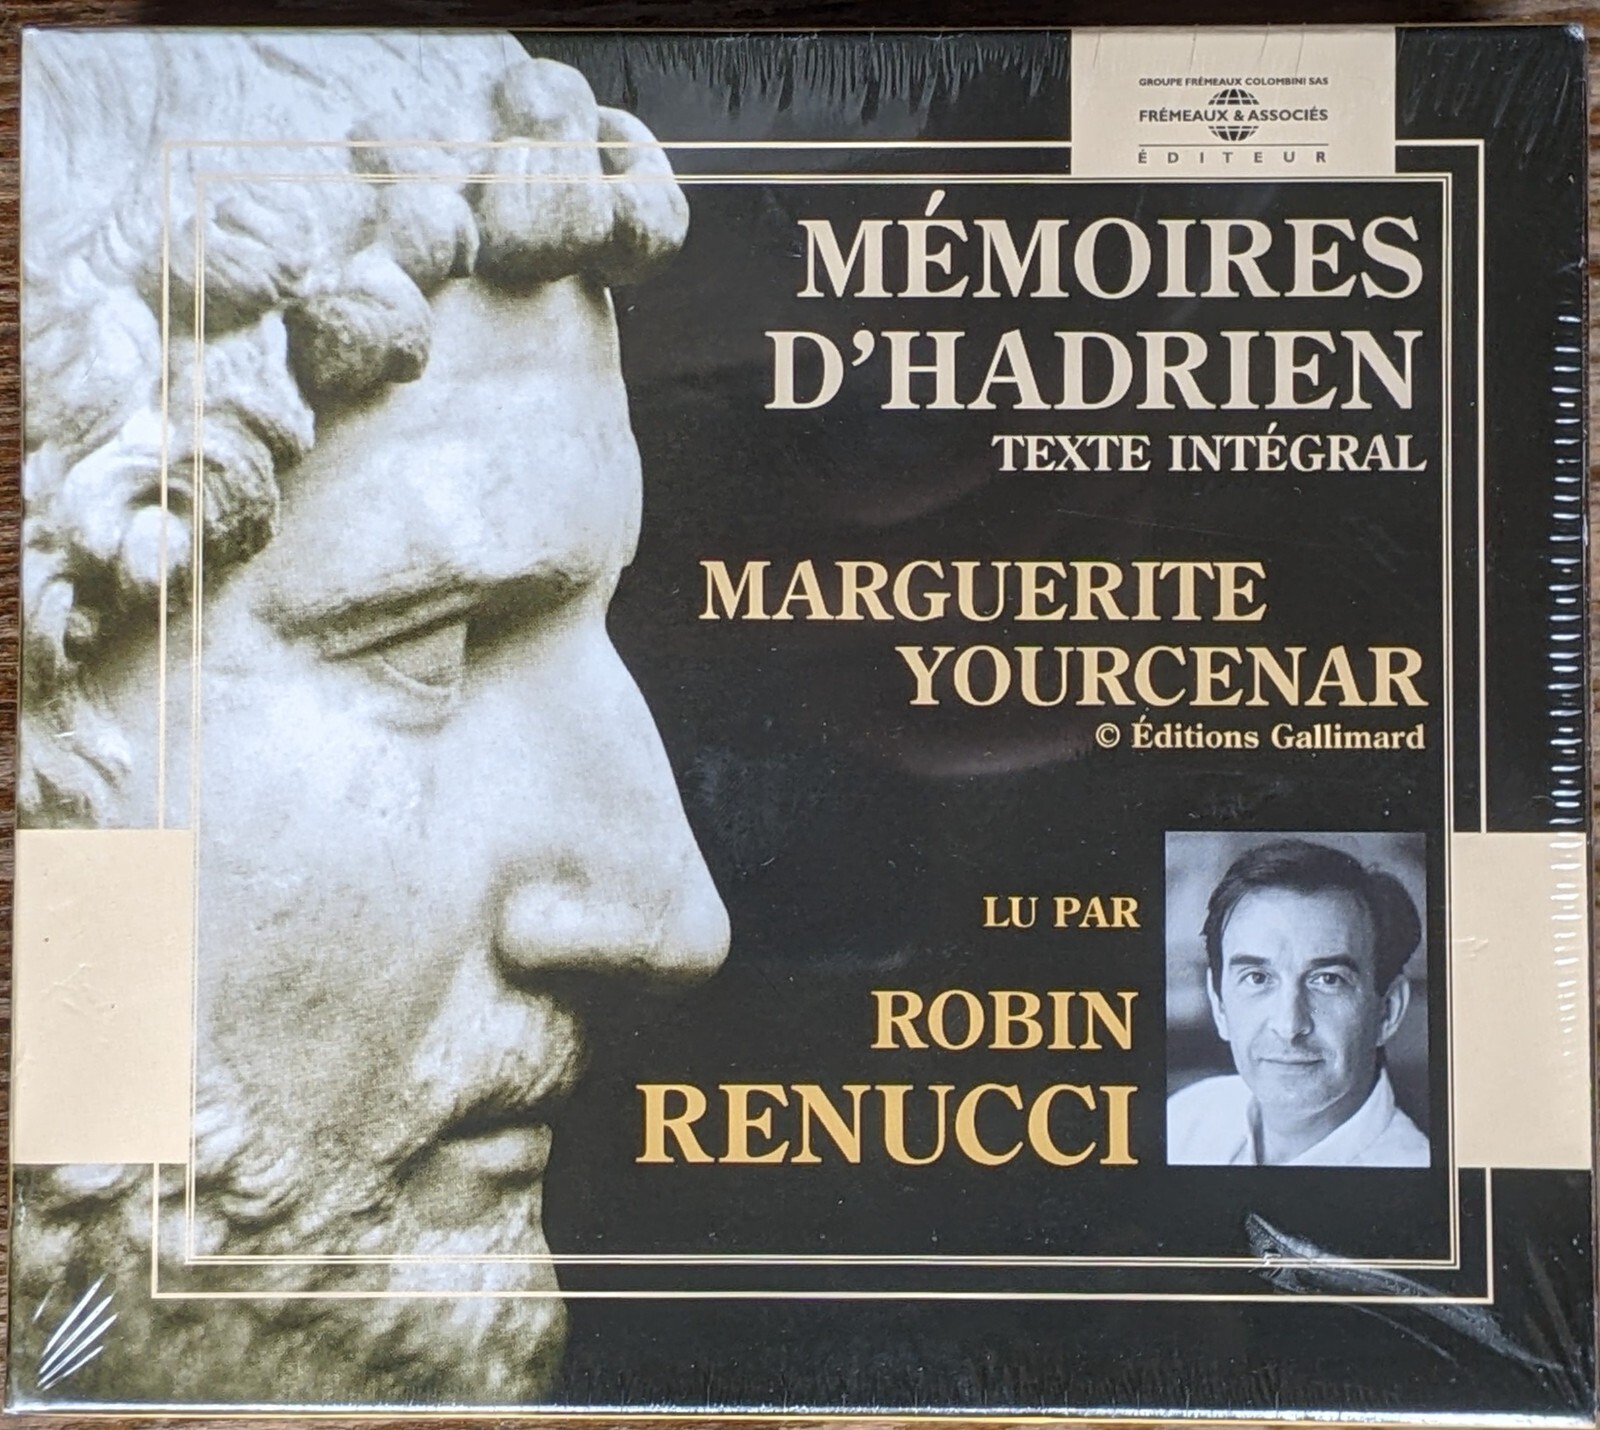 GROUPE FRÉMEAUX COLOMBINI SAS
FRÉMEAUX & ASSOCIÉS
ÉDITEUR
MÉMOIRES
D'HADRIEN
TEXTE INTÉGRAL
MARGUERITE
YOURCENAR
© Éditions Gallimard
LU PAR
ROBIN
RENUCCI